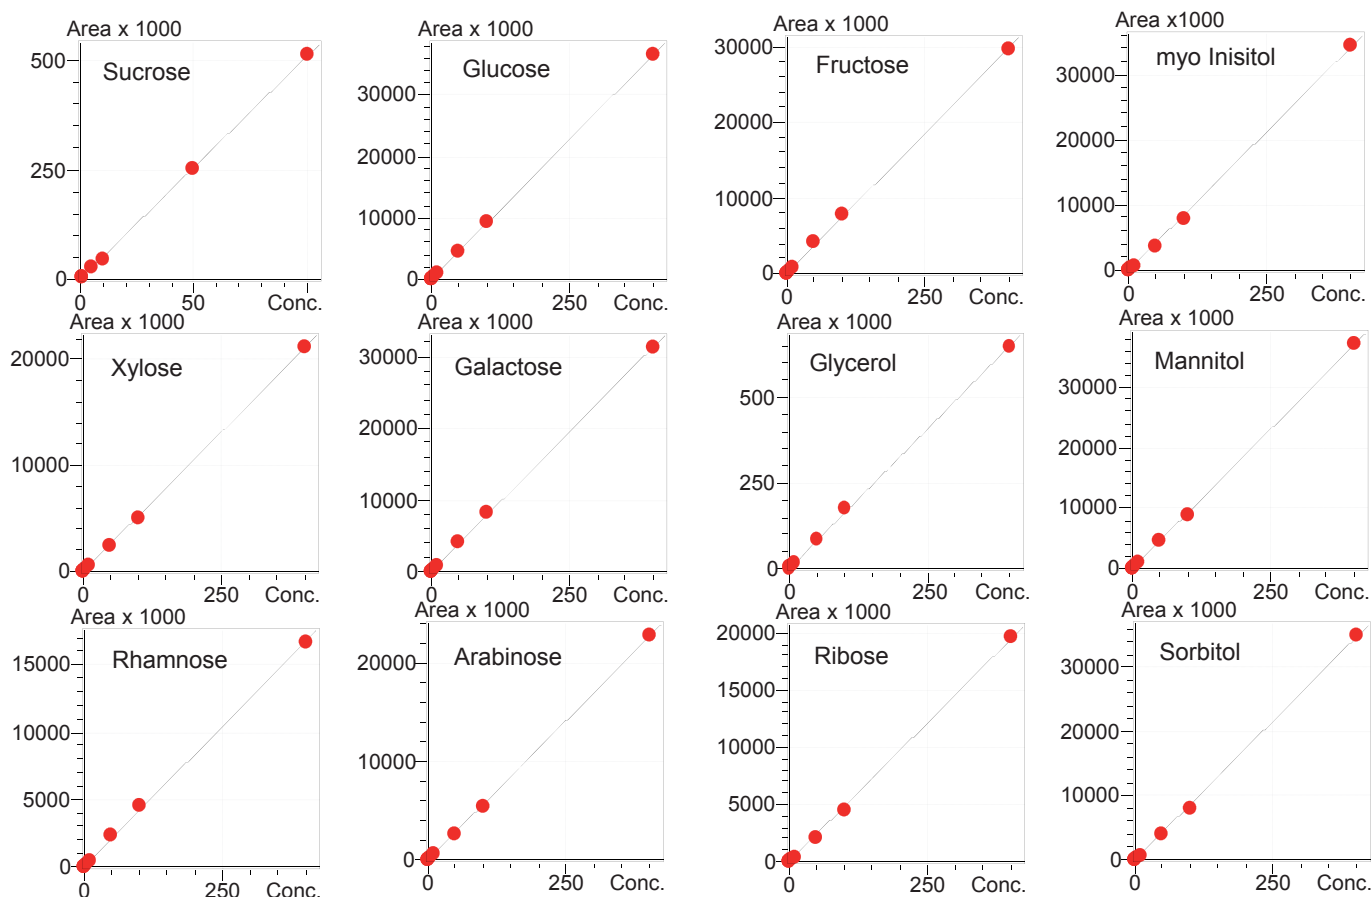 Area x 1000
Sucrose
500
250
0
0
50
Conc.
Area x 1000
Glucose
30000
20000
10000
0
0
250
Conc.
Area x 1000
Fructose
30000
20000
10000
0
0
250
Conc.
Area x1000
myo Inisitol
30000
20000
10000
0
0
250
Conc.
Area x 1000
Xylose
20000
10000
0
0
250
Conc.
Area x 1000
Galactose
30000
20000
10000
0
0
250
Conc.
Area x 1000
Glycerol
500
250
0
0
250
Conc.
Area x 1000
Mannitol
30000
20000
10000
0
0
250
Conc.
Area x 1000
Rhamnose
15000
10000
5000
0
0
250
Conc.
Area x 1000
Arabinose
20000
10000
0
0
250
Conc.
Area x 1000
Ribose
20000
15000
10000
5000
0
0
250
Conc.
Area x 1000
Sorbitol
30000
20000
10000
0
0
250
Conc.